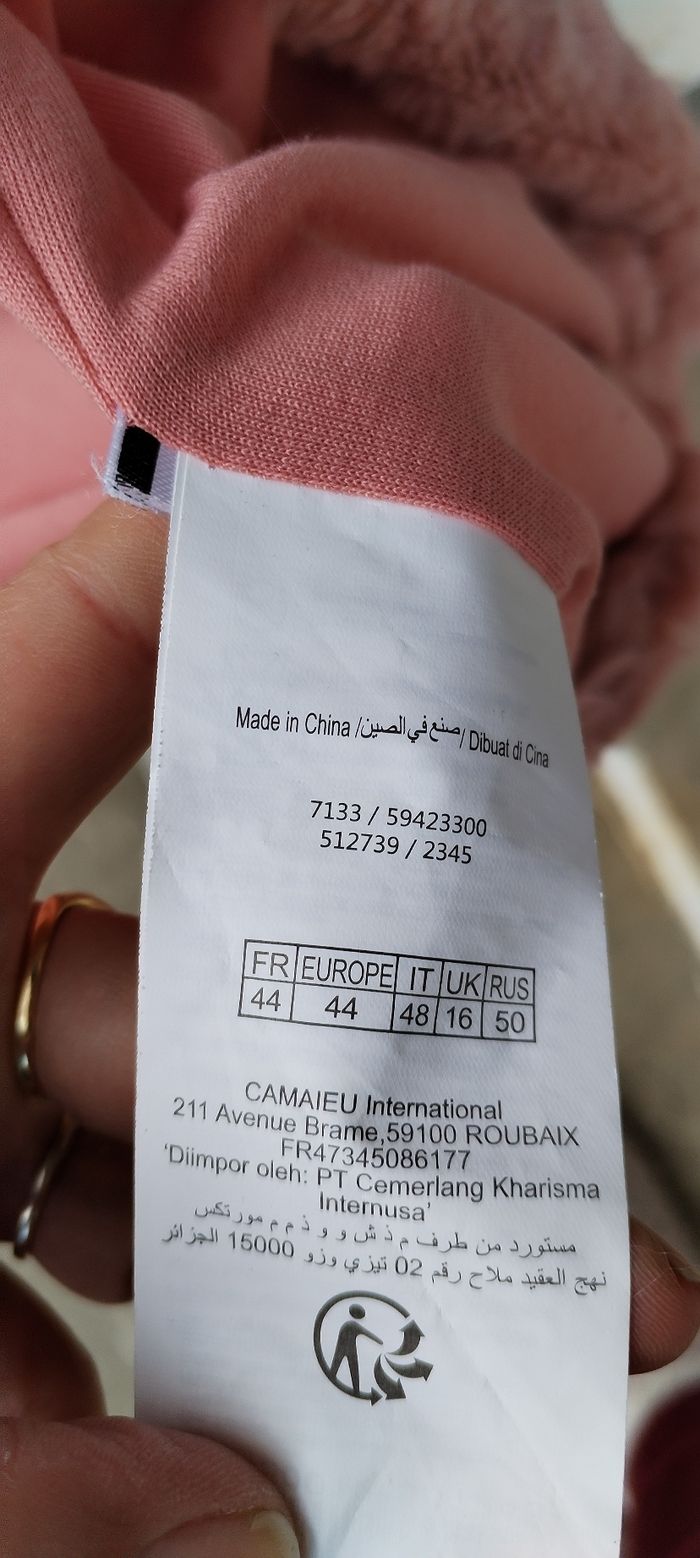 Made in China /صنع في الصين/ Dibuat di Cina
7133 / 59423300
512739 / 2345
FR EUROPE IT UK RUS
44 44 48 16 50
CAMAIEU International
211 Avenue Brame,59100 ROUBAIX
FR47345086177
'Diimpor oleh: PT Cemerlang Kharisma
Internusa'
مستورد من طرف م ذ ش و و ذ م م مورتكس
نهج العقيد ملاح رقم 02 تيزي وزو 15000 الجزائر